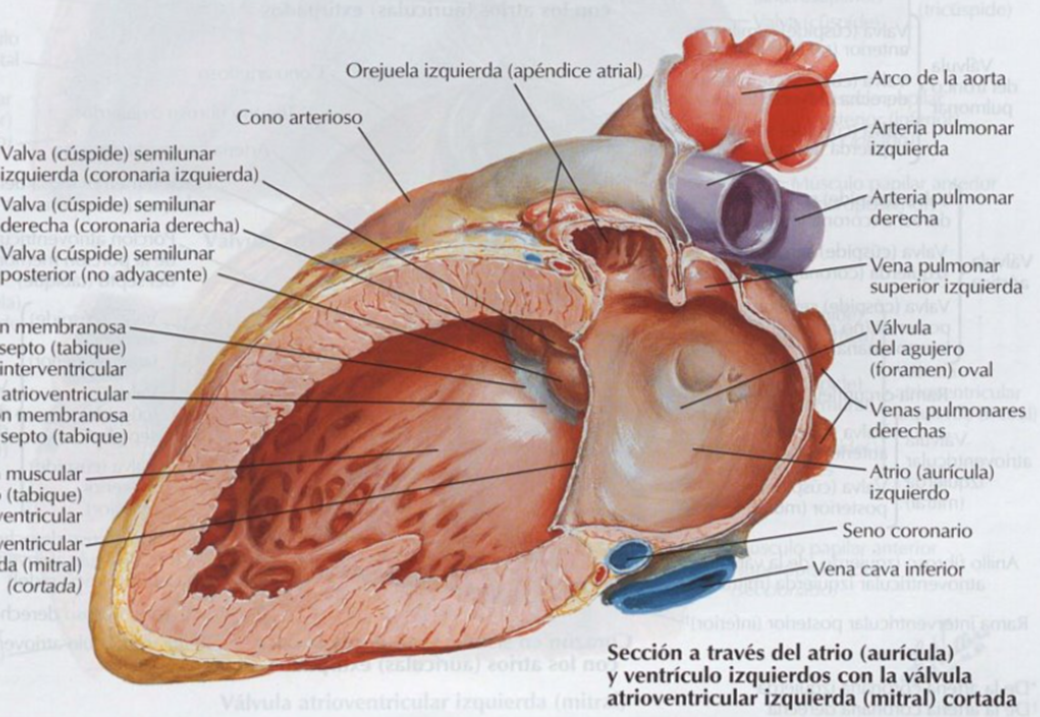 Orejuela izquierda (apéndice atrial)
Cono arterioso
Valva (cúspide) semilunar
izquierda (coronaria izquierda)
Valva (cúspide) semilunar
derecha (coronaria derecha)
Valva (cúspide) semilunar
posterior (no adyacente)
n membranosa
septo (tabique)
interventricular
atrioventricular
n membranosa
septo (tabique)
muscular
(tabique)
ventricular
ventricular
da (mitral)
(cortada)
Arco de la aorta
Arteria pulmonar
izquierda
Arteria pulmonar
derecha
Vena pulmonar
superior izquierda
Válvula
del agujero
(foramen) oval
Venas pulmonares
derechas
Atrio (aurícula)
izquierdo
Seno coronario
Vena cava inferior
Sección a través del atrio (aurícula)
y ventrículo izquierdos con la válvula
atrioventricular izquierda (mitral) cortada